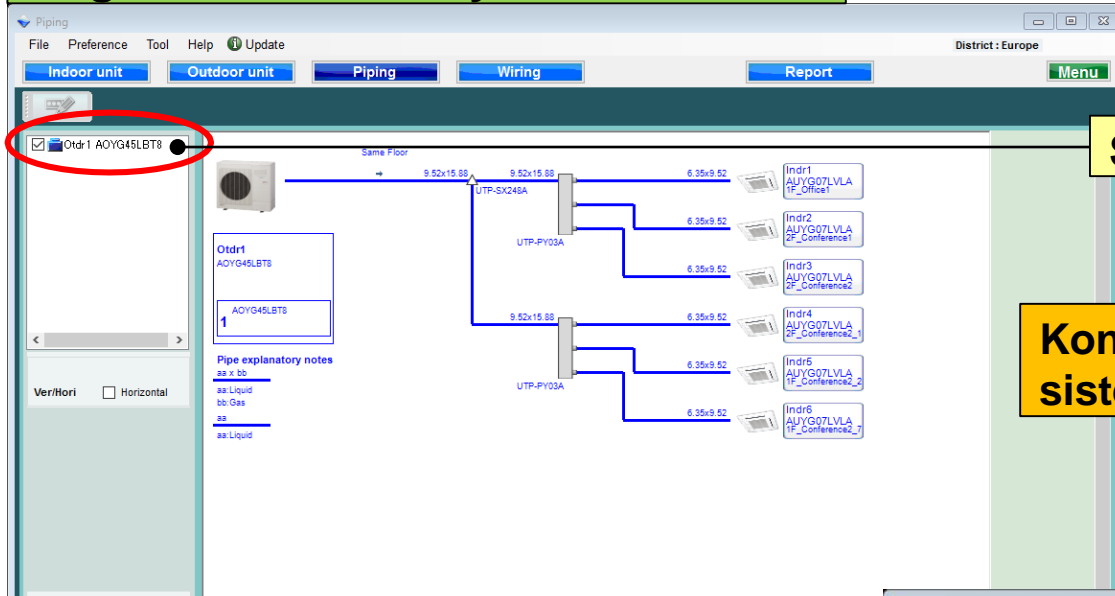 Piping
File Preference Tool Help Update
District : Europe
Indoor unit Outdoor unit Piping Wiring Report Menu
Otdr1 AOYG45LBT8
S
Same Floor
9.52x15.88 9.52x15.88 6.35x9.52
UTP-SX248A
Indr1
AUYG07LVLA
1F_Office1
6.35x9.52
Indr2
AUYG07LVLA
2F_Conference1
UTP-PY03A
6.35x9.52
Indr3
AUYG07LVLA
2F_Conference2
Otdr1
AOYG45LBT8
AOYG45LBT8
1
9.52x15.88 6.35x9.52
Indr4
AUYG07LVLA
2F_Conference2_1
6.35x9.52
Indr5
AUYG07LVLA
1F_Conference2_2
UTP-PY03A
6.35x9.52
Indr6
AUYG07LVLA
1F_Conference2_7
Pipe explanatory notes
aa x bb
aa:Liquid
bb:Gas
aa
aa:Liquid
Ver/Hori Horizontal
Kon
siste